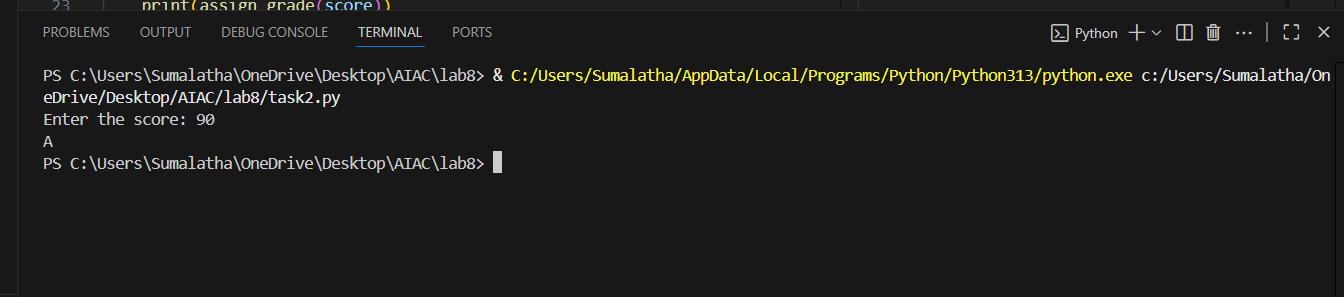 23 print(assign_grade(score))
PROBLEMS OUTPUT DEBUG CONSOLE TERMINAL PORTS Python
PS C:\Users\Sumalatha\OneDrive\Desktop\AIAC\lab8> & C:/Users/Sumalatha/AppData/Local/Programs/Python/Python313/python.exe c:/Users/Sumalatha/On
eDrive/Desktop/AIAC/lab8/task2.py
Enter the score: 90
A
PS C:\Users\Sumalatha\OneDrive\Desktop\AIAC\lab8>